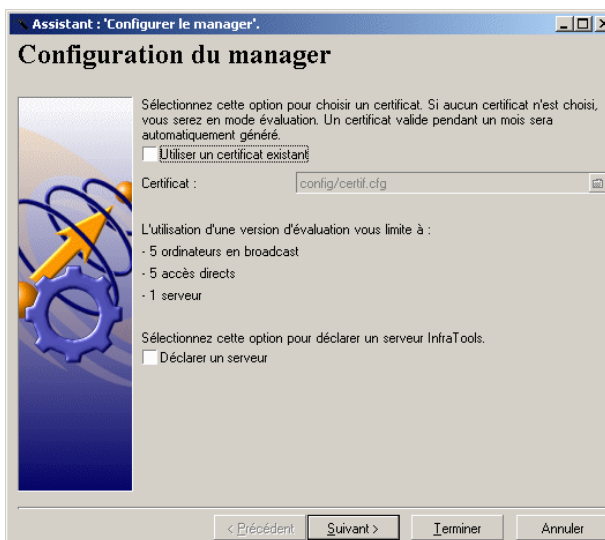 Assistant : 'Configurer le manager'.
Configuration du manager
Sélectionnez cette option pour choisir un certificat. Si aucun certificat n'est choisi,
vous serez en mode évaluation. Un certificat valide pendant un mois sera
automatiquement généré.
Utiliser un certificat existant
Certificat : config/certif.cfg
L'utilisation d'une version d'évaluation vous limite à :
- 5 ordinateurs en broadcast
- 5 accès directs
- 1 serveur
Sélectionnez cette option pour déclarer un serveur InfraTools.
Déclarer un serveur
< Précédent Suivant > Terminer Annuler